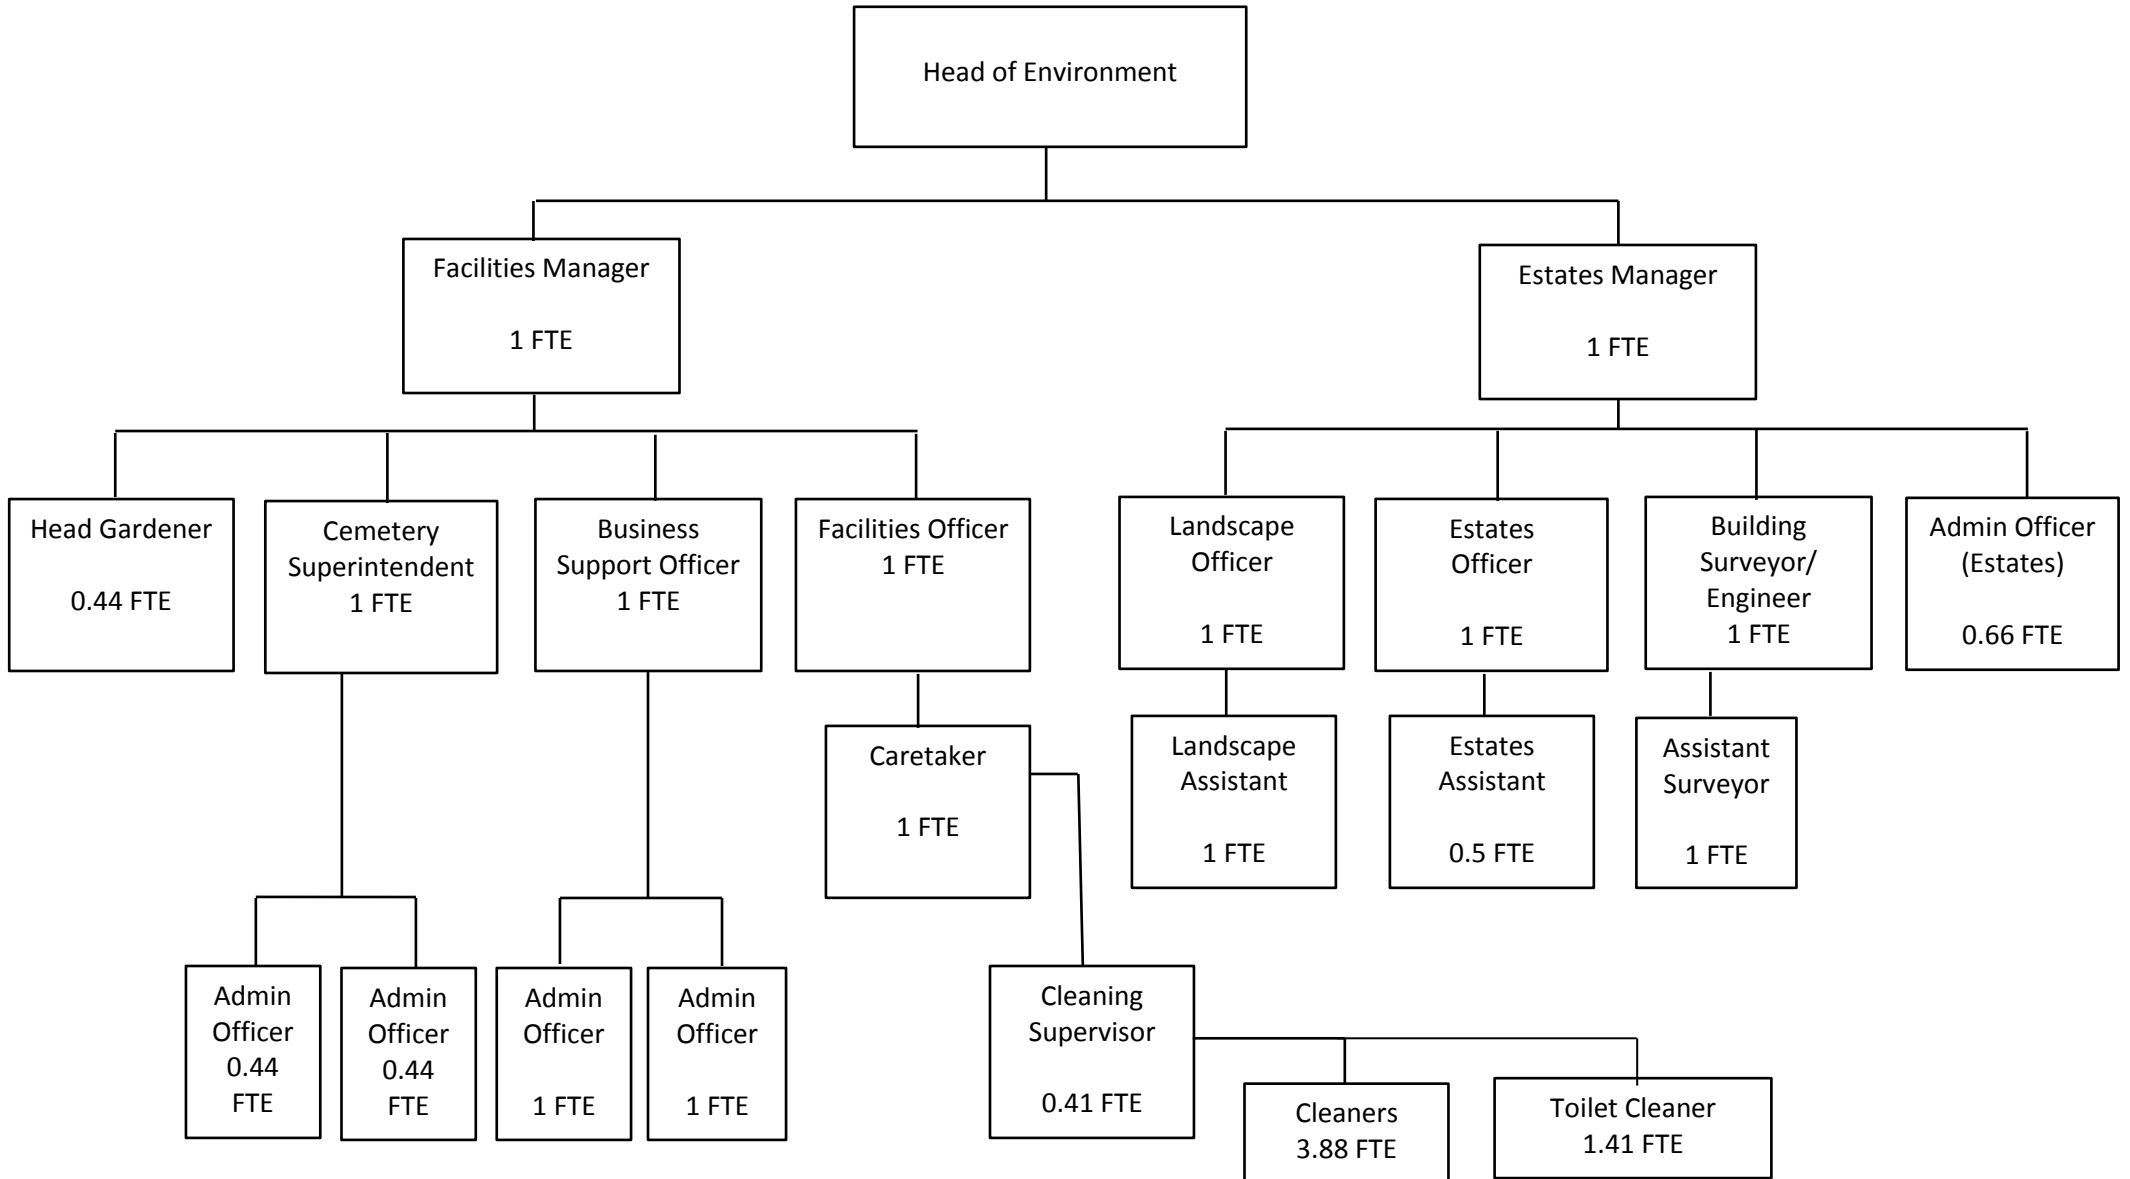 Head of Environment
Facilities Manager
1 FTE
Estates Manager
1 FTE
Head Gardener
0.44 FTE
Cemetery
Superintendent
1 FTE
Business
Support Officer
1 FTE
Facilities Officer
1 FTE
Landscape
Officer
1 FTE
Estates
Officer
1 FTE
Building
Surveyor/
Engineer
1 FTE
Admin Officer
(Estates)
0.66 FTE
Caretaker
1 FTE
Landscape
Assistant
1 FTE
Estates
Assistant
0.5 FTE
Assistant
Surveyor
1 FTE
Admin
Officer
0.44
FTE
Admin
Officer
0.44
FTE
Admin
Officer
1 FTE
Admin
Officer
1 FTE
Cleaning
Supervisor
0.41 FTE
Cleaners
3.88 FTE
Toilet Cleaner
1.41 FTE